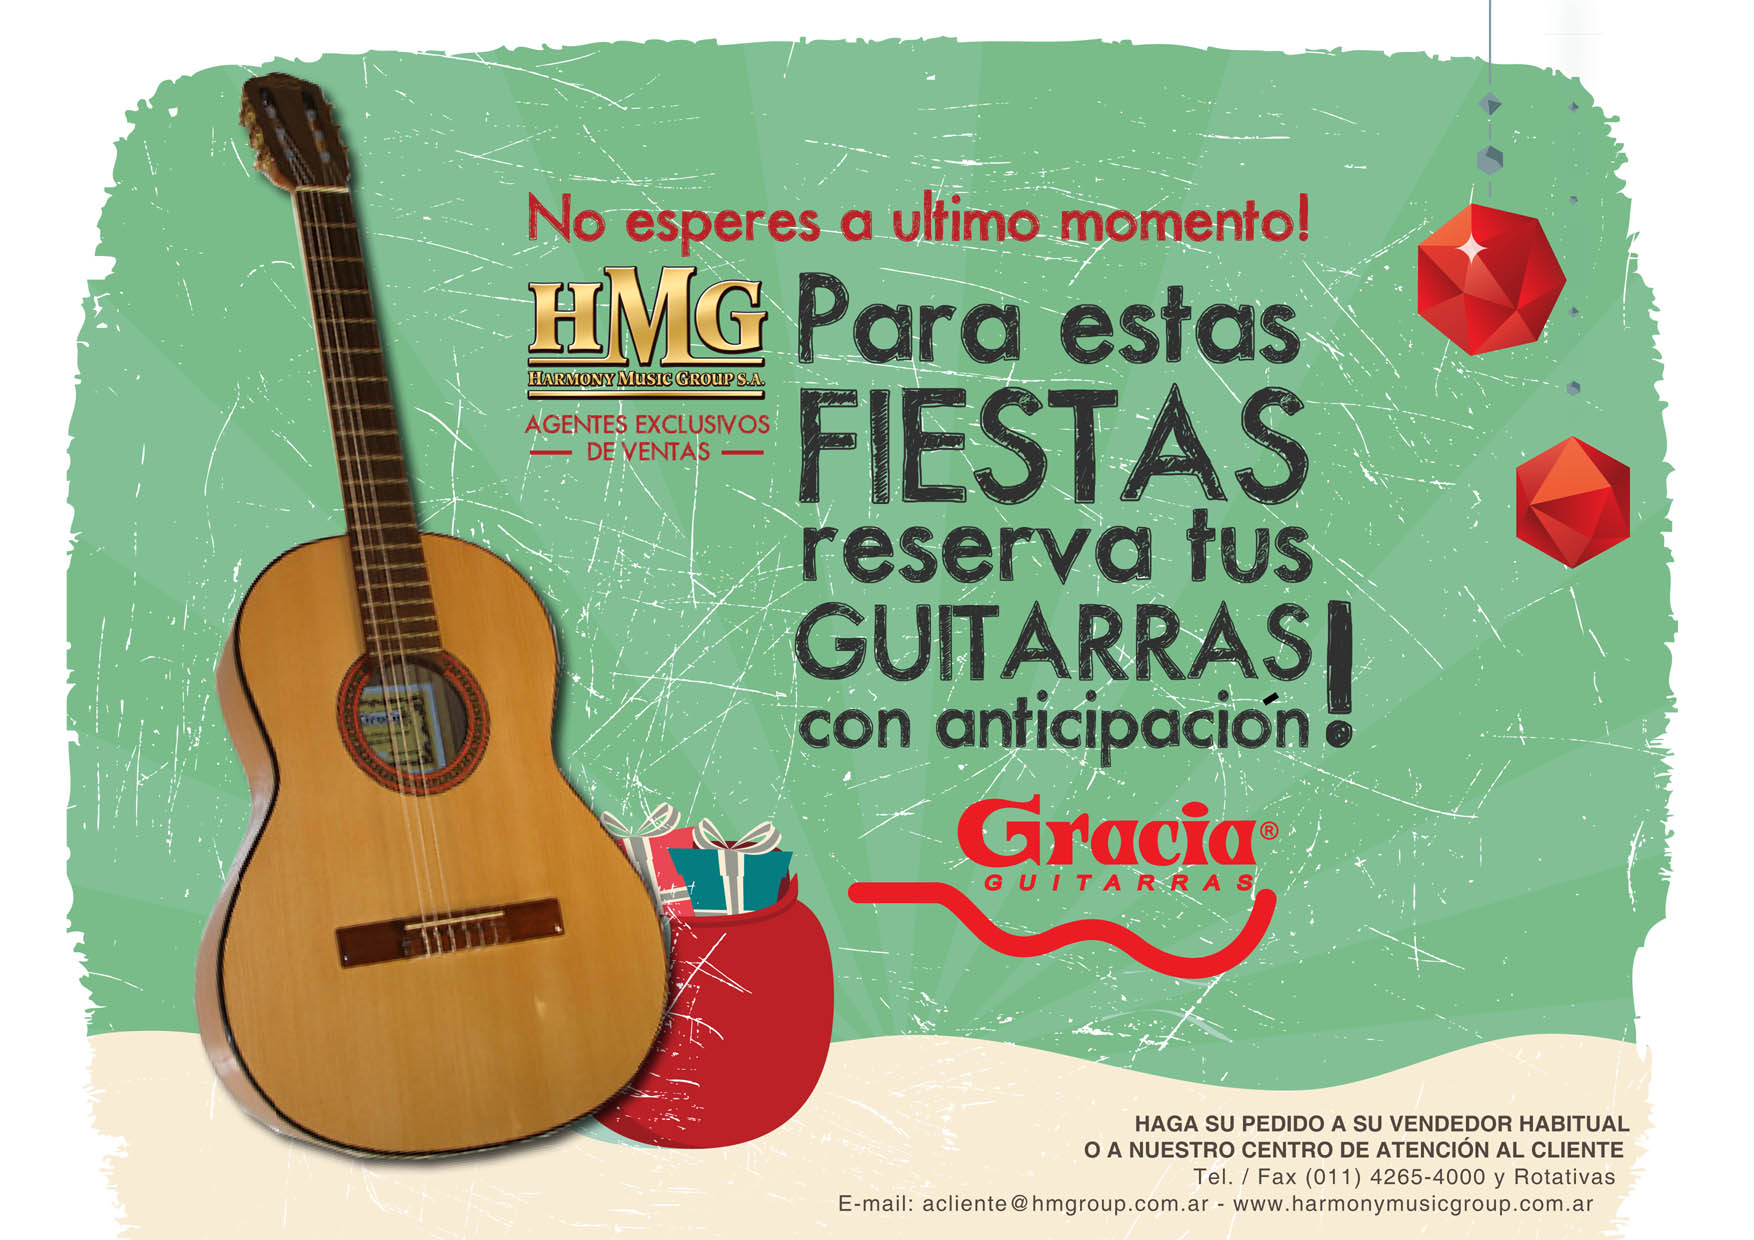 No esperes a ultimo momento!
HMG
HARMONY MUSIC GROUP S.A.
AGENTES EXCLUSIVOS
DE VENTAS
Para estas
FIESTAS
reserva tus
GUITARRAS
con anticipación!
Gracia®
GUITARRAS
HAGA SU PEDIDO A SU VENDEDOR HABITUAL
O A NUESTRO CENTRO DE ATENCIÓN AL CLIENTE
Tel. / Fax (011) 4265-4000 y Rotativas
E-mail: acliente@hmgroup.com.ar - www.harmonymusicgroup.com.ar